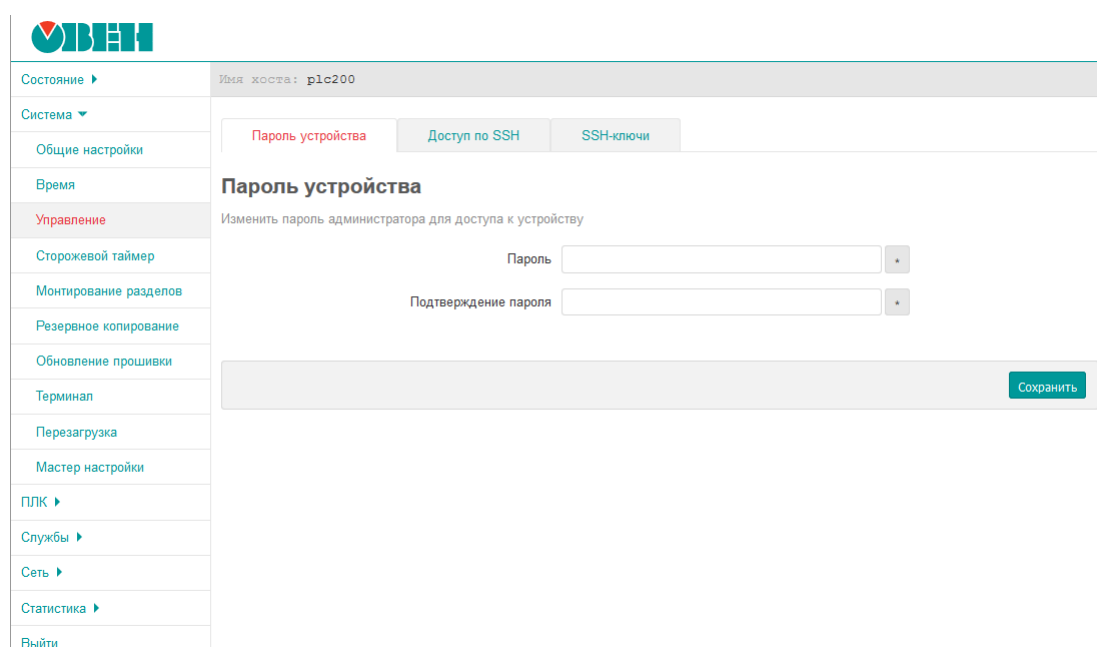 ОВЕН
Состояние
Имя хоста: plc200
Система
Общие настройки
Время
Управление
Сторожевой таймер
Монтирование разделов
Резервное копирование
Обновление прошивки
Терминал
Перезагрузка
Мастер настройки
ПЛК
Службы
Сеть
Статистика
Выйти
Пароль устройства
Доступ по SSH
SSH-ключи
Пароль устройства
Изменить пароль администратора для доступа к устройству
Пароль
*
Подтверждение пароля
*
Сохранить